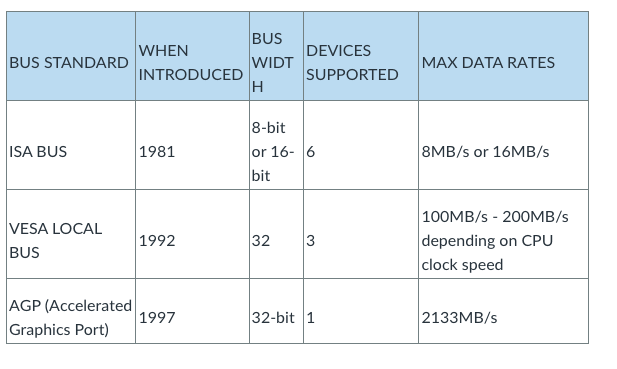 BUS STANDARD
WHEN
INTRODUCED
BUS
WIDT
H
DEVICES
SUPPORTED
MAX DATA RATES
ISA BUS
1981
8-bit
or 16-
bit
6
8MB/s or 16MB/s
VESA LOCAL
BUS
1992
32
3
100MB/s - 200MB/s
depending on CPU
clock speed
AGP (Accelerated
Graphics Port)
1997
32-bit
1
2133MB/s